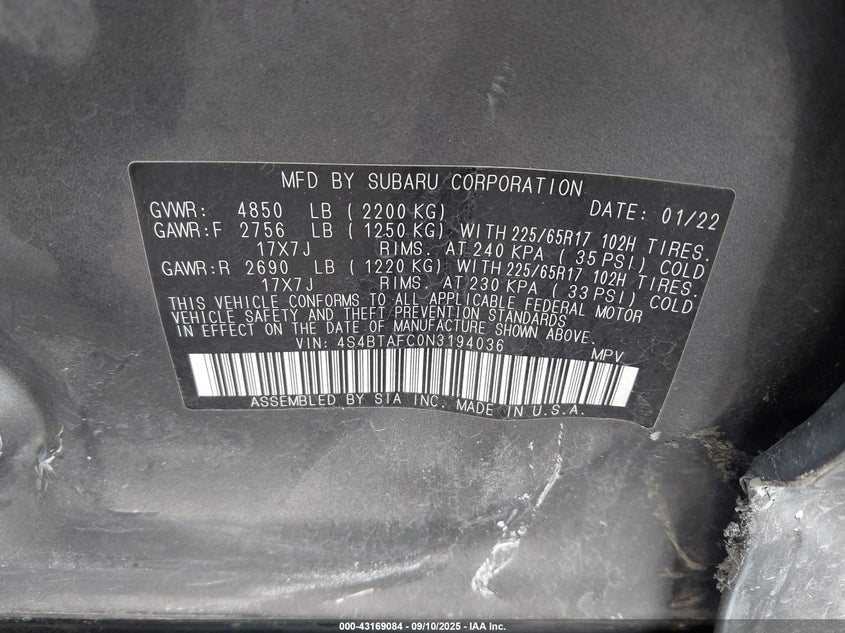 MFD BY SUBARU CORPORATION
GVWR: 4850 LB (2200 KG) DATE: 01/22
GAWR:F 2756 LB (1250 KG) WITH 225/65R17 102H TIRES.
17X7J RIMS. AT 240 KPA (35 PSI) COLD
GAWR:R 2690 LB (1220 KG) WITH 225/65R17 102H TIRES.
17X7J RIMS. AT 230 KPA (33 PSI) COLD
THIS VEHICLE CONFORMS TO ALL APPLICABLE FEDERAL MOTOR
VEHICLE SAFETY AND THEFT PREVENTION STANDARDS
IN EFFECT ON THE DATE OF MANUFACTURE SHOWN ABOVE.
VIN: 4S4BTAFC0N3194036 MPV
ASSEMBLED BY SIA INC. MADE IN U.S.A.
000-43169084 - 09/10/2025 - IAA Inc.